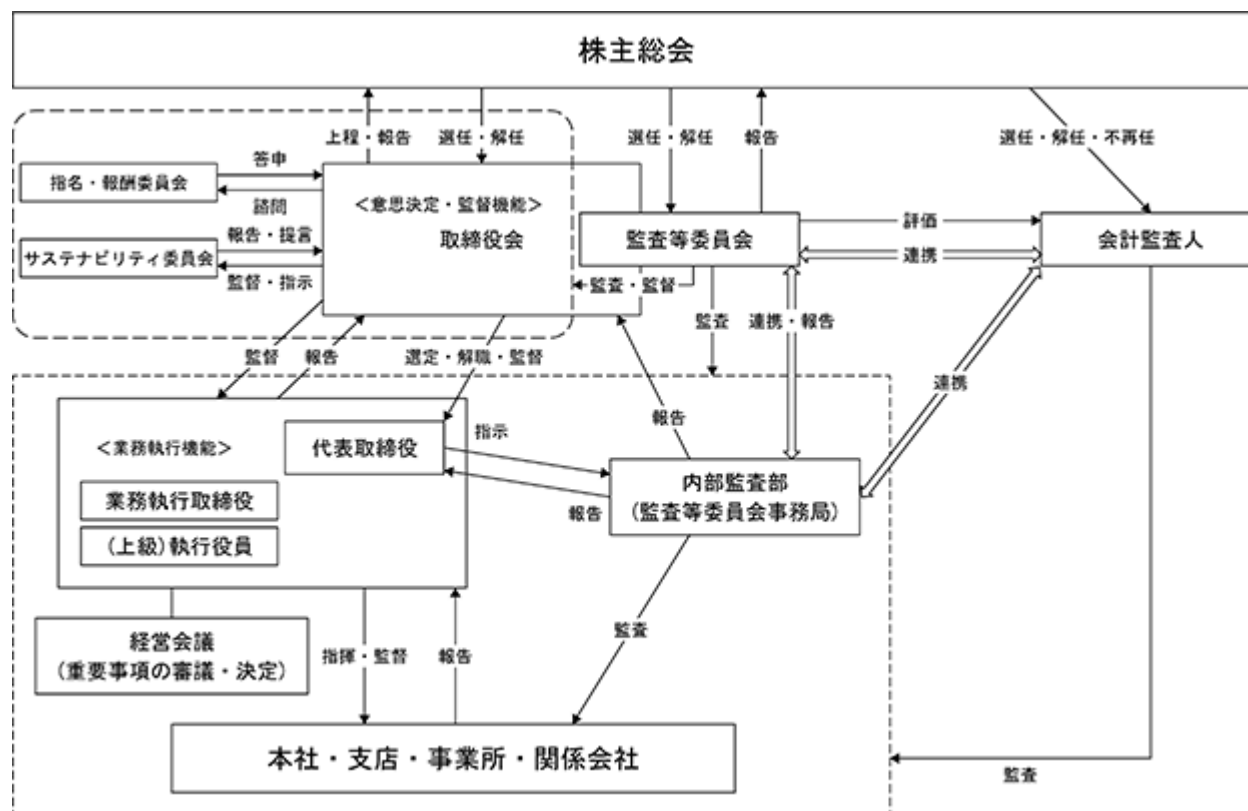 株主総会
上程・報告
選任・解任
選任・解任
報告
選任・解任・不再任
答申
指名・報酬委員会
諮問
＜意思決定・監督機能＞
取締役会
報告・提言
サステナビリティ委員会
監督・指示
監査等委員会
評価
連携
会計監査人
監査・監督
監査
連携・報告
監督
報告
選定・解職・監督
連携
報告
＜業務執行機能＞
代表取締役
指示
業務執行取締役
(上級)執行役員
報告
内部監査部
(監査等委員会事務局)
経営会議
(重要事項の審議・決定)
指揮・監督
報告
監査
本社・支店・事業所・関係会社
監査